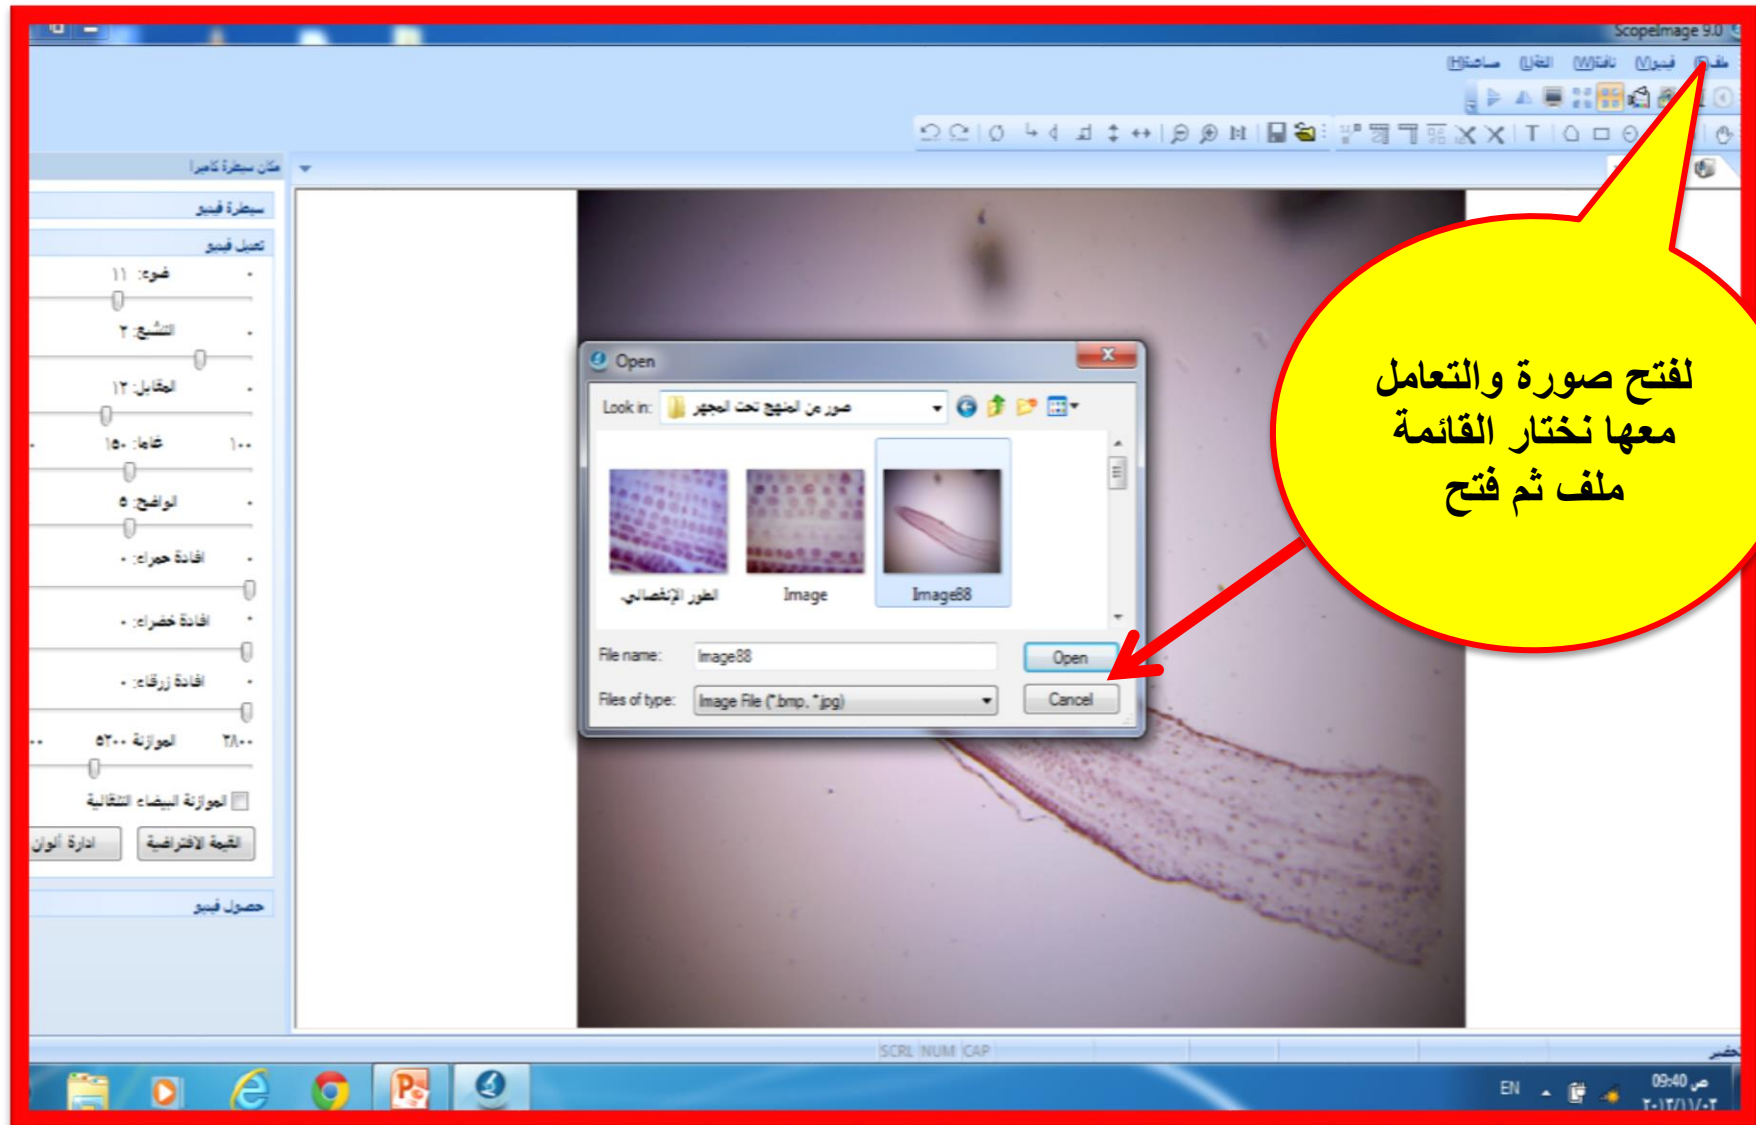 ScopeImage 9.0
ملف فيديو(V) نافذة(W) اللغة(L) مساعدة(H)
مكان سيطرة كاميرا
سيطرة فيديو
تعديل فيديو
ضوء: ١١
التشبع: ٢
المقابل: ١٢
١٠٠ غاما: ١٥٠
الواضح: ٥
افادة حمراء: ٠
افادة خضراء: ٠
افادة زرقاء: ٠
٢٨٠٠ الموازنة ٥٢٠٠
الموازنة البيضاء التلقائية
القيمة الافتراضية ادارة ألوان
حصول فيديو
Open
Look in: صور من المنهج تحت المجهر
الطور الإنفصالي. Image Image88
File name: Image88 Open
Files of type: Image File (*.bmp, *.jpg) Cancel
لفتح صورة والتعامل
معها نختار القائمة
ملف ثم فتح
SCRL NUM CAP
EN
09:40 ص